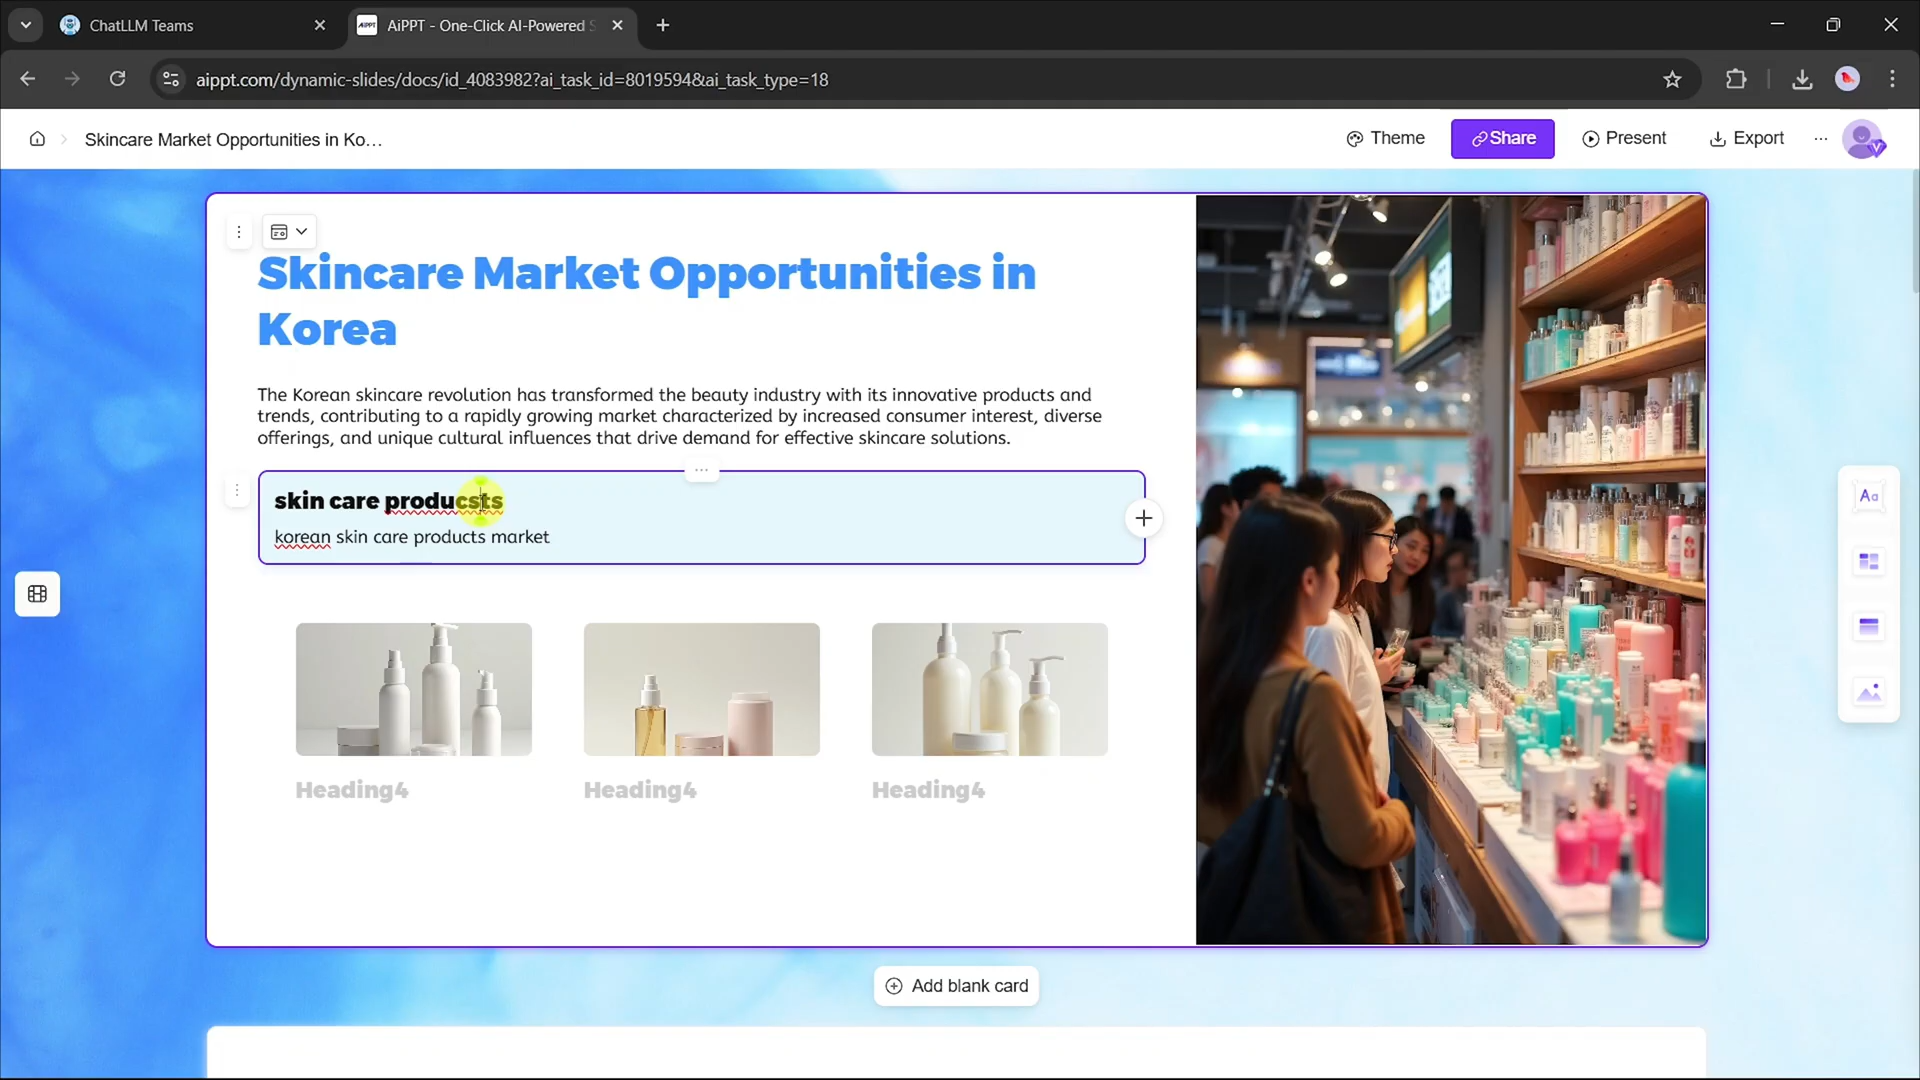 ChatLLM Teams
AiPPT - One-Click AI-Powered S
aippt.com/dynamic-slides/docs/id_4083982?ai_task_id=8019594&ai_task_type=18
Skincare Market Opportunities in Ko...
Theme
Share
Present
Export
Skincare Market Opportunities in
Korea
The Korean skincare revolution has transformed the beauty industry with its innovative products and
trends, contributing to a rapidly growing market characterized by increased consumer interest, diverse
offerings, and unique cultural influences that drive demand for effective skincare solutions.
skin care producsts
korean skin care products market
Aa
Heading4
Heading4
Heading4
Add blank card